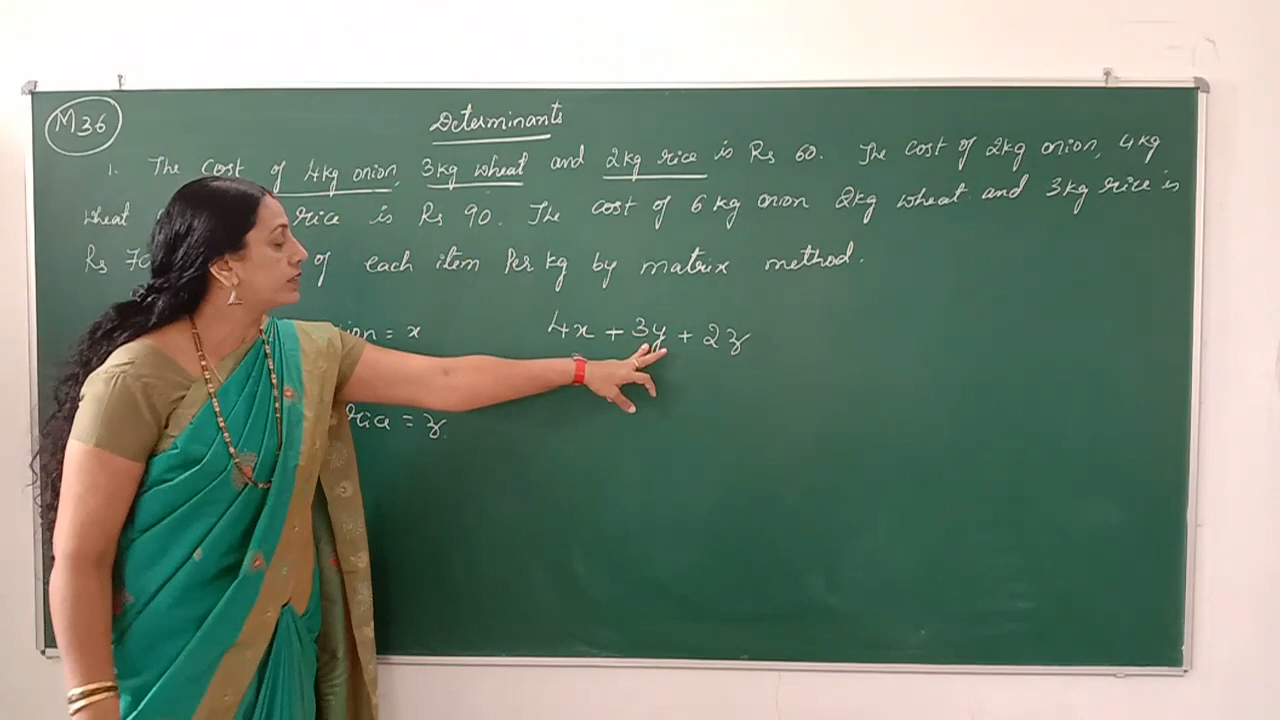 M36
Determinants
1. The cost of 4kg onion, 3kg wheat and 2kg rice is Rs 60. The cost of 2kg onion, 4kg
wheat rice is Rs 90. The cost of 6kg onion 2kg wheat and 3kg rice is
Rs 70 of each item Per kg by matrix method.
ion = x 4x + 3y + 2z
rice = z.